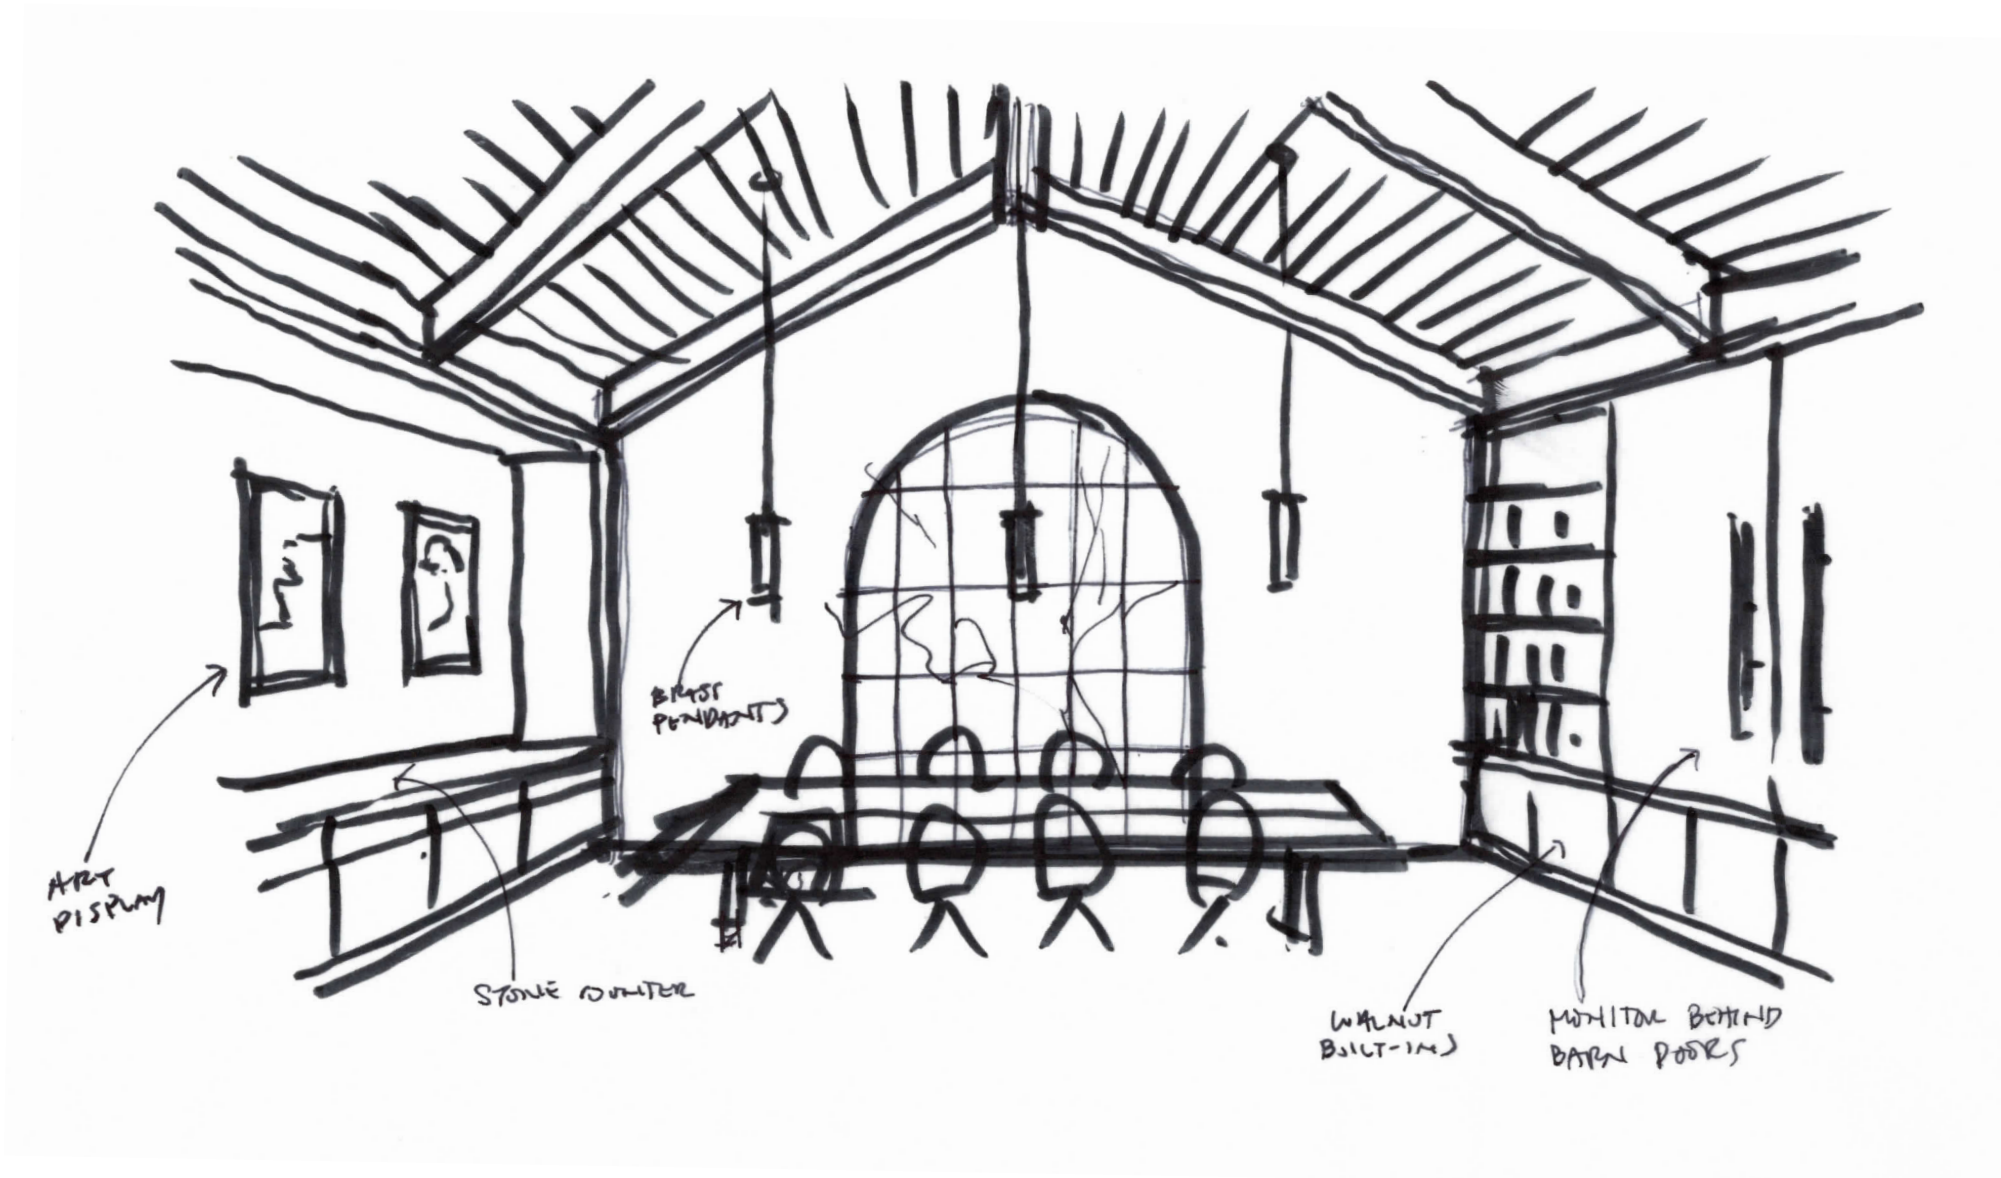 BRASS
PENDANTS
ART
DISPLAY
STONE COUNTER
WALNUT
BUILT-INS
MONITOR BEHIND
BARN DOORS